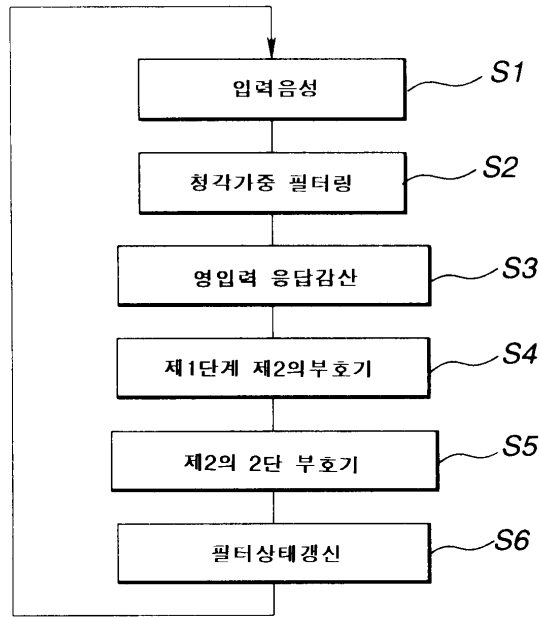 입력음성 S1
청각가중 필터링 S2
영입력 응답감산 S3
제1단계 제2의부호기 S4
제2의 2단 부호기 S5
필터상태갱신 S6